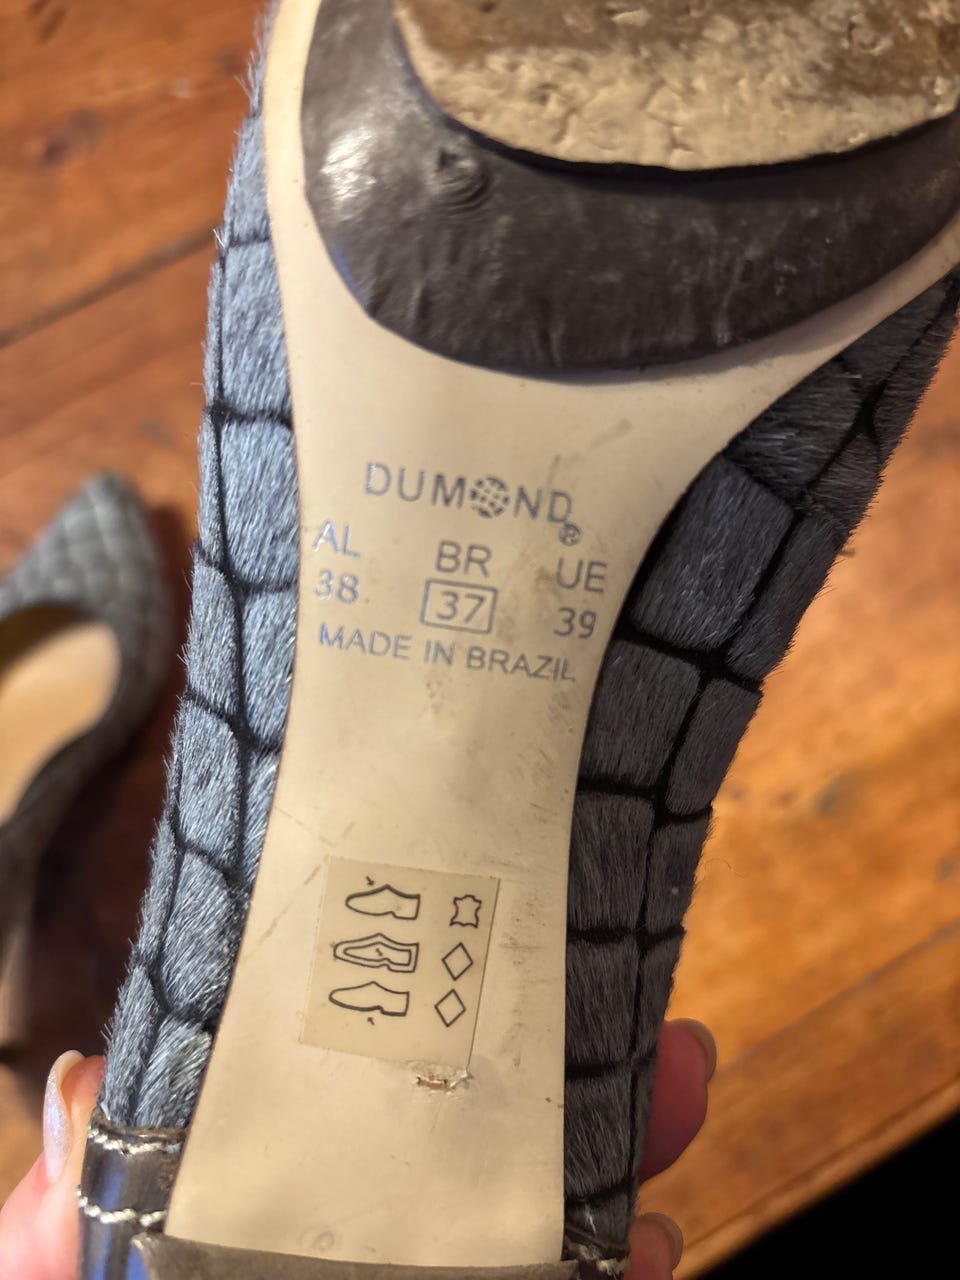 DUMOND®
AL BR UE
38 37 39
MADE IN BRAZIL